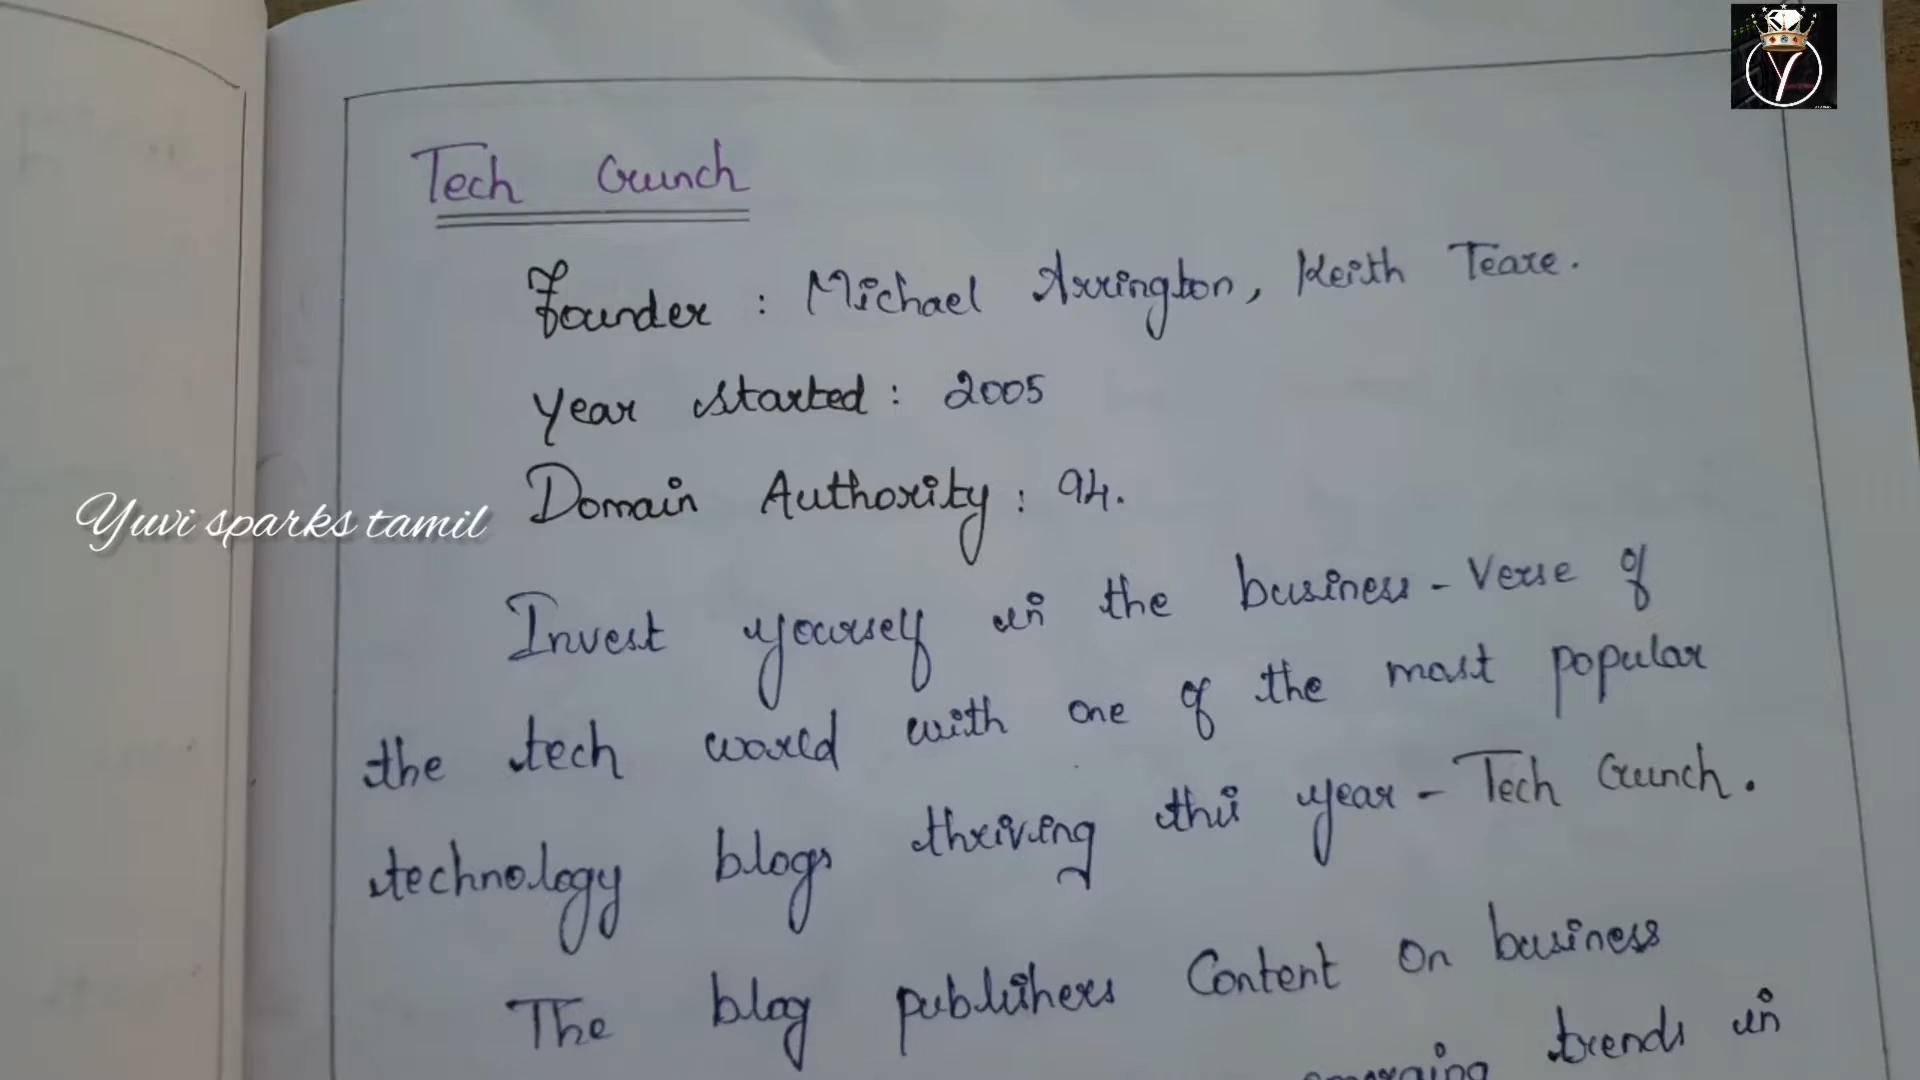 Tech Crunch
Founder : Michael Arrington, Keith Teare.
Year started : 2005
Domain Authority : 94.
Yuvi sparks tamil
Invest yourself in the business - Verse of
the tech world with one of the most popular
technology blogs thriving this year - Tech Crunch.
The blog publishers Content On business
emerging trends in